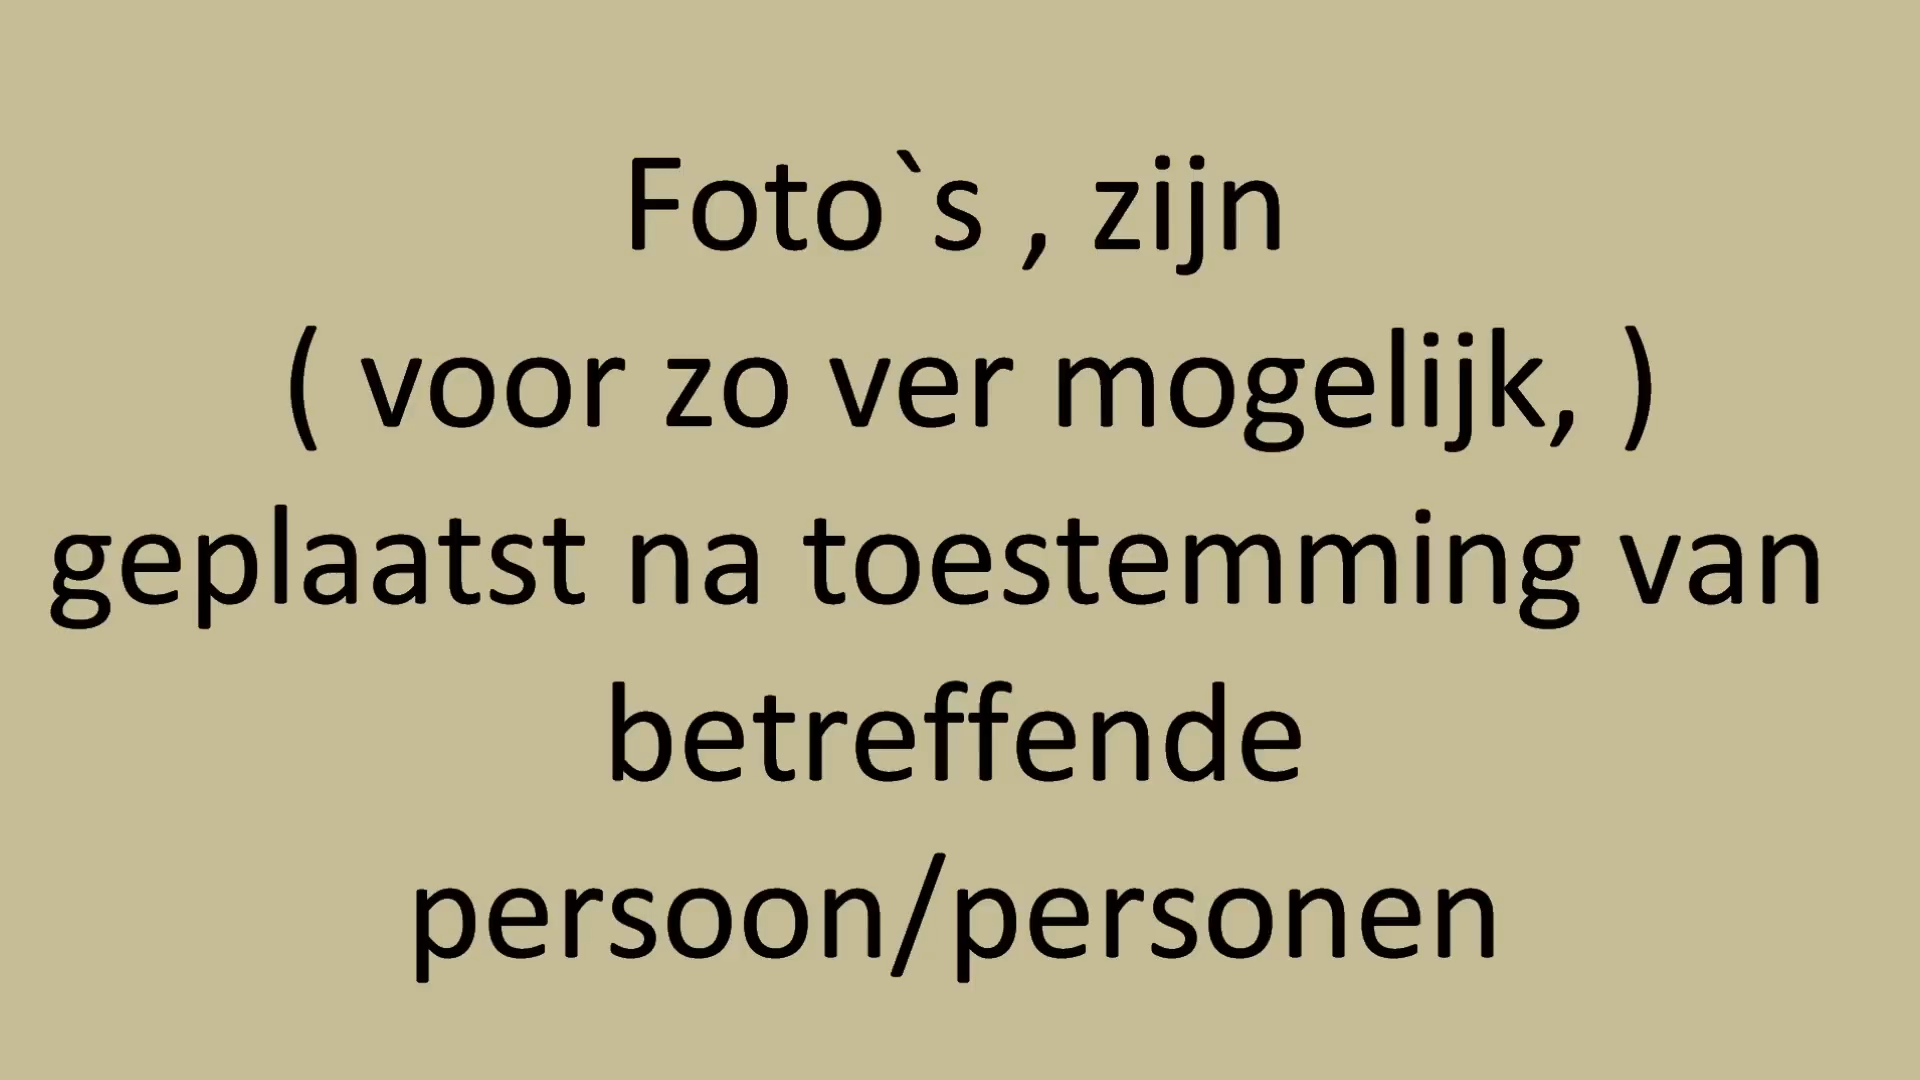 Foto`s , zijn
( voor zo ver mogelijk, )
geplaatst na toestemming van
betreffende
persoon/personen